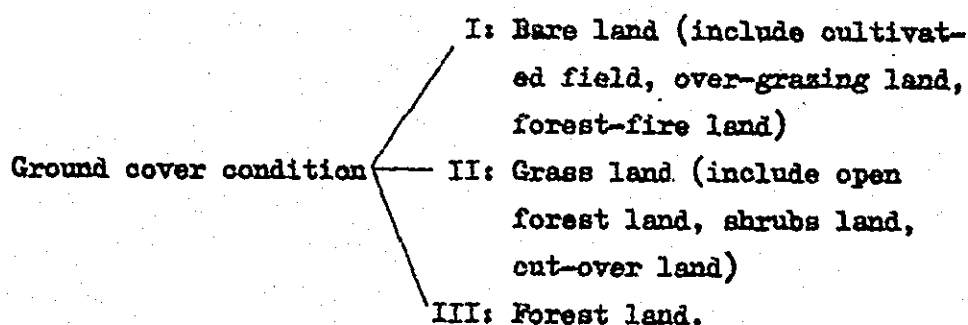 I: Bare land (include cultivat-
ed field, over-grazing land,
forest-fire land)
Ground cover condition
II: Grass land (include open
forest land, shrubs land,
cut-over land)
III: Forest land.